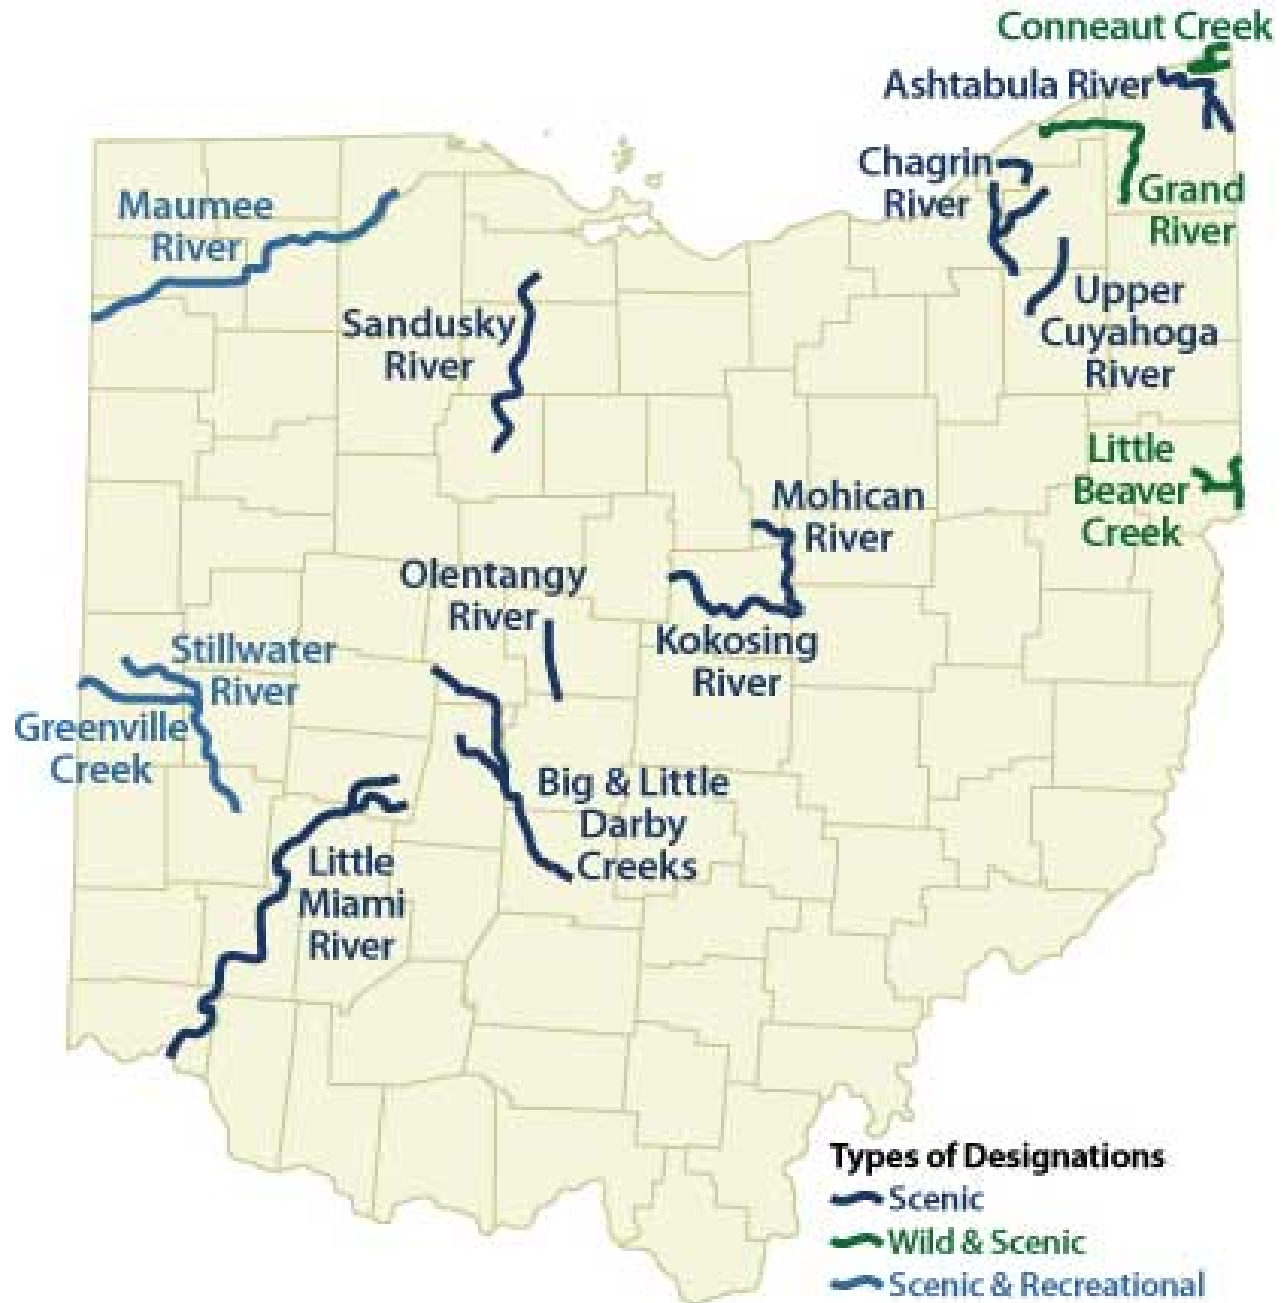 Conneaut Creek
Ashtabula River
Chagrin
River
Grand
River
Maumee
River
Upper
Cuyahoga
River
Sandusky
River
Little
Beaver
Creek
Mohican
River
Olentangy
River
Kokosing
River
Stillwater
River
Greenville
Creek
Big & Little
Darby
Creeks
Little
Miami
River
Types of Designations
Scenic
Wild & Scenic
Scenic & Recreational